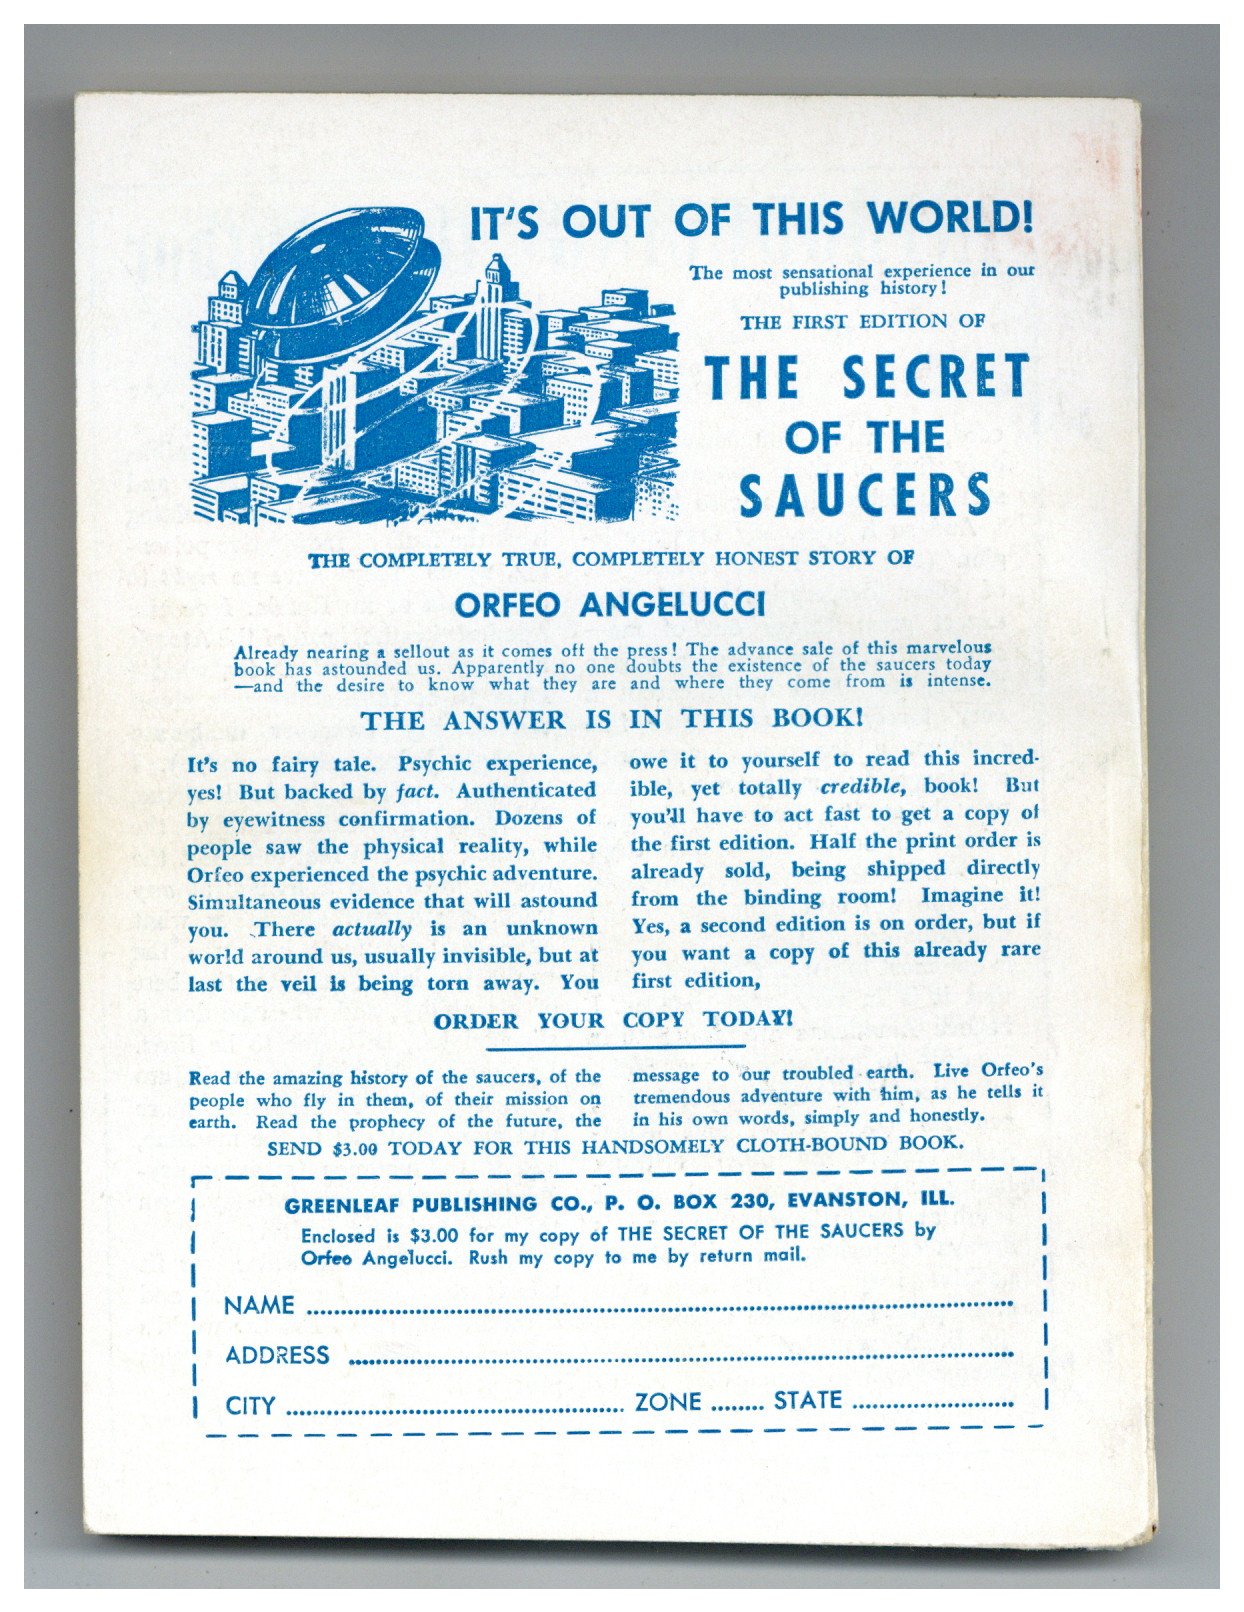 IT'S OUT OF THIS WORLD!
The most sensational experience in our
publishing history!
THE FIRST EDITION OF
THE SECRET
OF THE
SAUCERS
THE COMPLETELY TRUE, COMPLETELY HONEST STORY OF
ORFEO ANGELUCCI
Already nearing a sellout as it comes off the press! The advance sale of this marvelous
book has astounded us. Apparently no one doubts the existence of the saucers today
—and the desire to know what they are and where they come from is intense.
THE ANSWER IS IN THIS BOOK!
It's no fairy tale. Psychic experience,
yes! But backed by fact. Authenticated
by eyewitness confirmation. Dozens of
people saw the physical reality, while
Orfeo experienced the psychic adventure.
Simultaneous evidence that will astound
you. There actually is an unknown
world around us, usually invisible, but at
last the veil is being torn away. You
owe it to yourself to read this incred-
ible, yet totally credible, book! But
you'll have to act fast to get a copy of
the first edition. Half the print order is
already sold, being shipped directly
from the binding room! Imagine it!
Yes, a second edition is on order, but if
you want a copy of this already rare
first edition,
ORDER YOUR COPY TODAY!
Read the amazing history of the saucers, of the
people who fly in them, of their mission on
earth. Read the prophecy of the future, the
message to our troubled earth. Live Orfeo's
tremendous adventure with him, as he tells it
in his own words, simply and honestly.
SEND $3.00 TODAY FOR THIS HANDSOMELY CLOTH-BOUND BOOK.
GREENLEAF PUBLISHING CO., P. O. BOX 230, EVANSTON, ILL.
Enclosed is $3.00 for my copy of THE SECRET OF THE SAUCERS by
Orfeo Angelucci. Rush my copy to me by return mail.
NAME
ADDRESS
CITY ZONE STATE